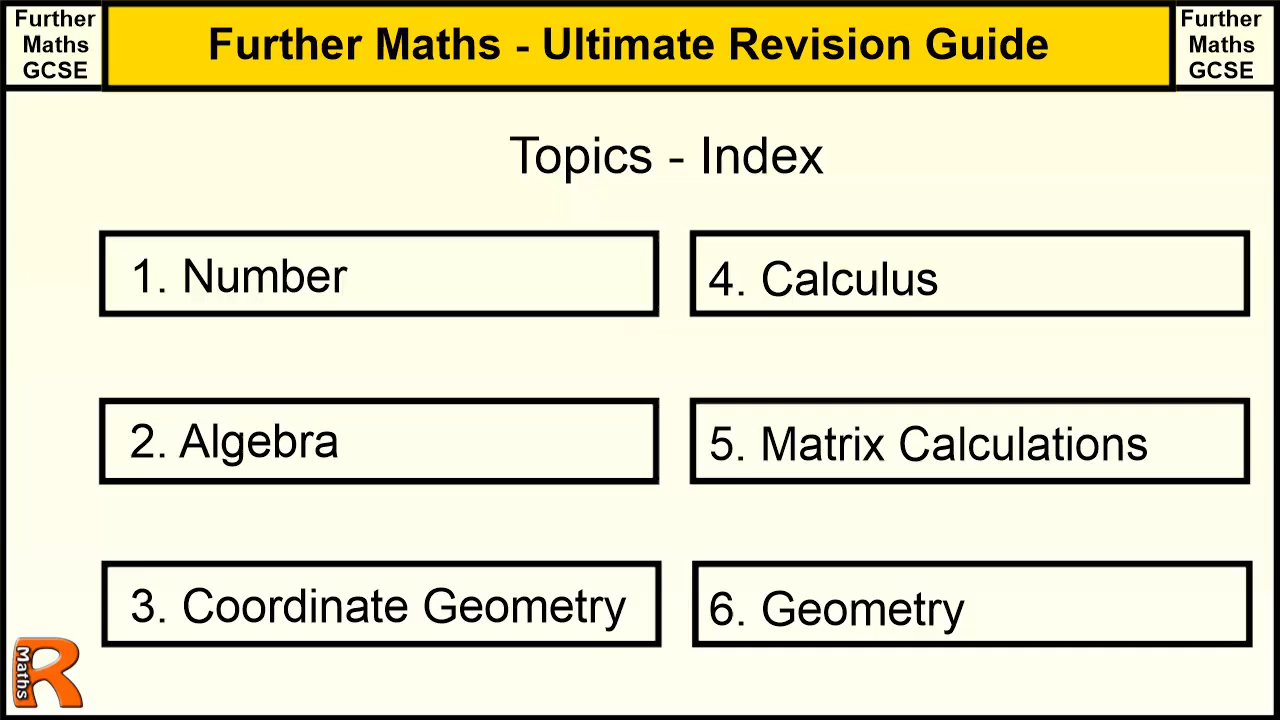 Further
Maths
GCSE
Further Maths - Ultimate Revision Guide
Further
Maths
GCSE
Topics - Index
1. Number
4. Calculus
2. Algebra
5. Matrix Calculations
3. Coordinate Geometry
6. Geometry
R
Maths